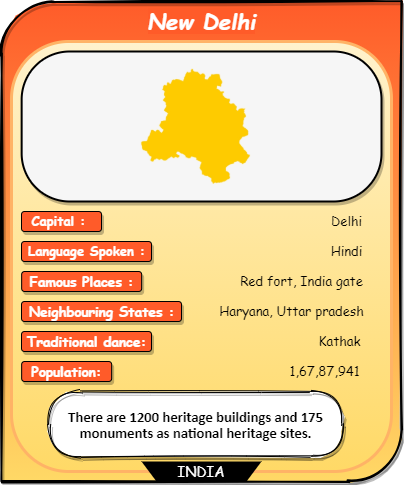 New Delhi
Capital : Delhi
Language Spoken : Hindi
Famous Places : Red fort, India gate
Neighbouring States : Haryana, Uttar pradesh
Traditional dance: Kathak
Population: 1,67,87,941
There are 1200 heritage buildings and 175
monuments as national heritage sites.
INDIA